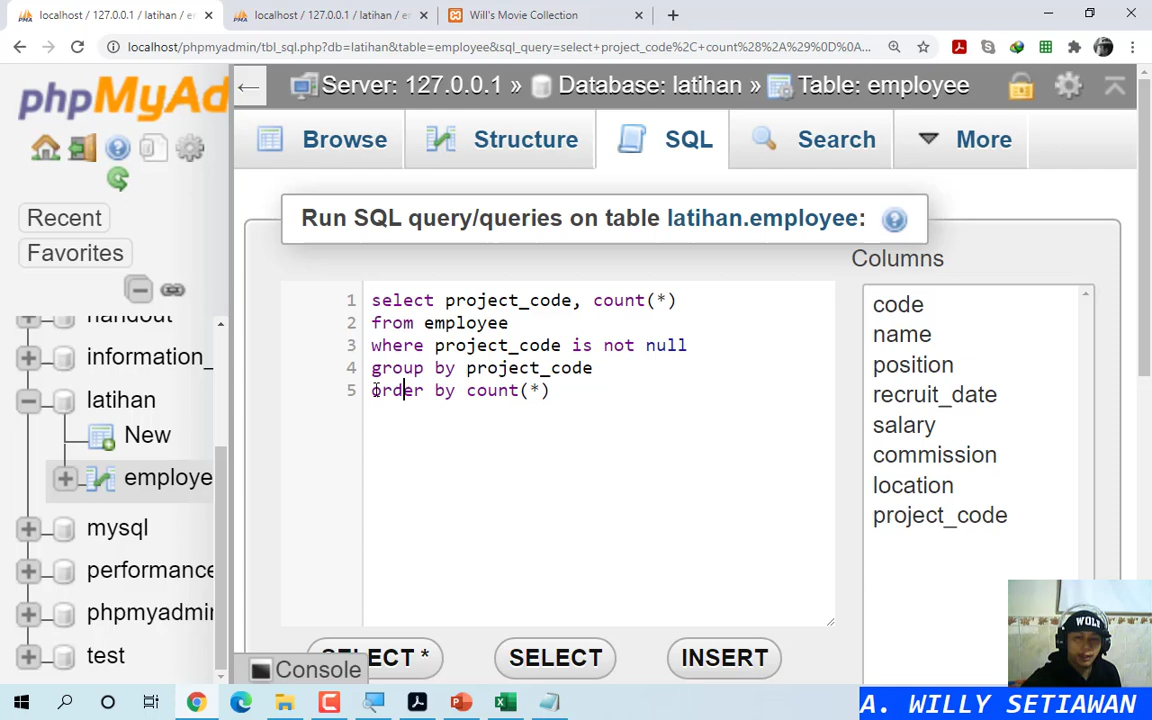 localhost / 127.0.0.1 / latihan / e
localhost / 127.0.0.1 / latihan / e
Will's Movie Collection
localhost/phpmyadmin/tbl_sql.php?db=latihan&table=employee&sql_query=select+project_code%2C+count%28%2A%29%0D%0A...
phpMyAd
Server: 127.0.0.1 » Database: latihan » Table: employee
Browse
Structure
SQL
Search
More
Recent
Favorites
handout
information_
latihan
New
employe
mysql
performance
phpmyadmin
test
Run SQL query/queries on table latihan.employee:
Columns
1 select project_code, count(*)
2 from employee
3 where project_code is not null
4 group by project_code
5 order by count(*)
code
name
position
recruit_date
salary
commission
location
project_code
SELECT *
SELECT
INSERT
Console
WOLV
A. WILLY SETIAWAN